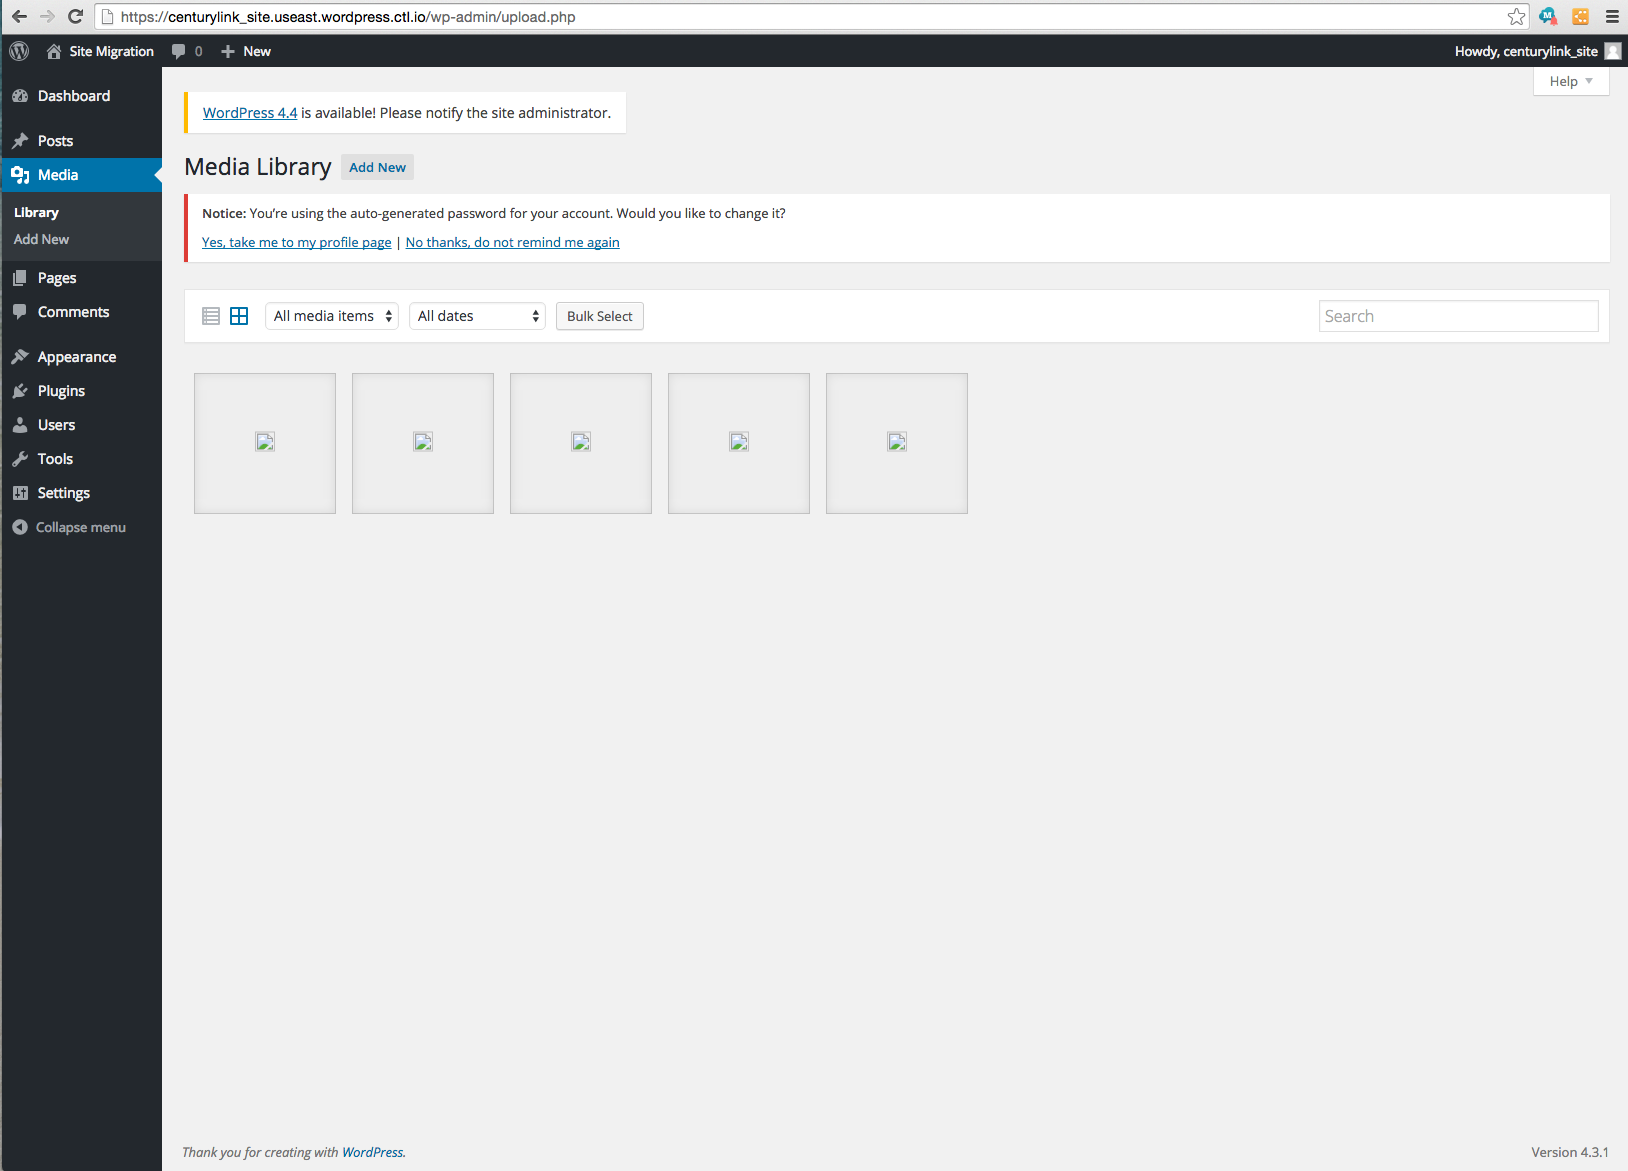 https://centurylink_site.useast.wordpress.ctl.io/wp-admin/upload.php
Site Migration 0 New Howdy, centurylink_site
Help
Dashboard
Posts
Media
Library
Add New
Pages
Comments
Appearance
Plugins
Users
Tools
Settings
Collapse menu
WordPress 4.4 is available! Please notify the site administrator.
Media Library Add New
Notice: You're using the auto-generated password for your account. Would you like to change it?
Yes, take me to my profile page | No thanks, do not remind me again
All media items All dates Bulk Select Search
Thank you for creating with WordPress. Version 4.3.1